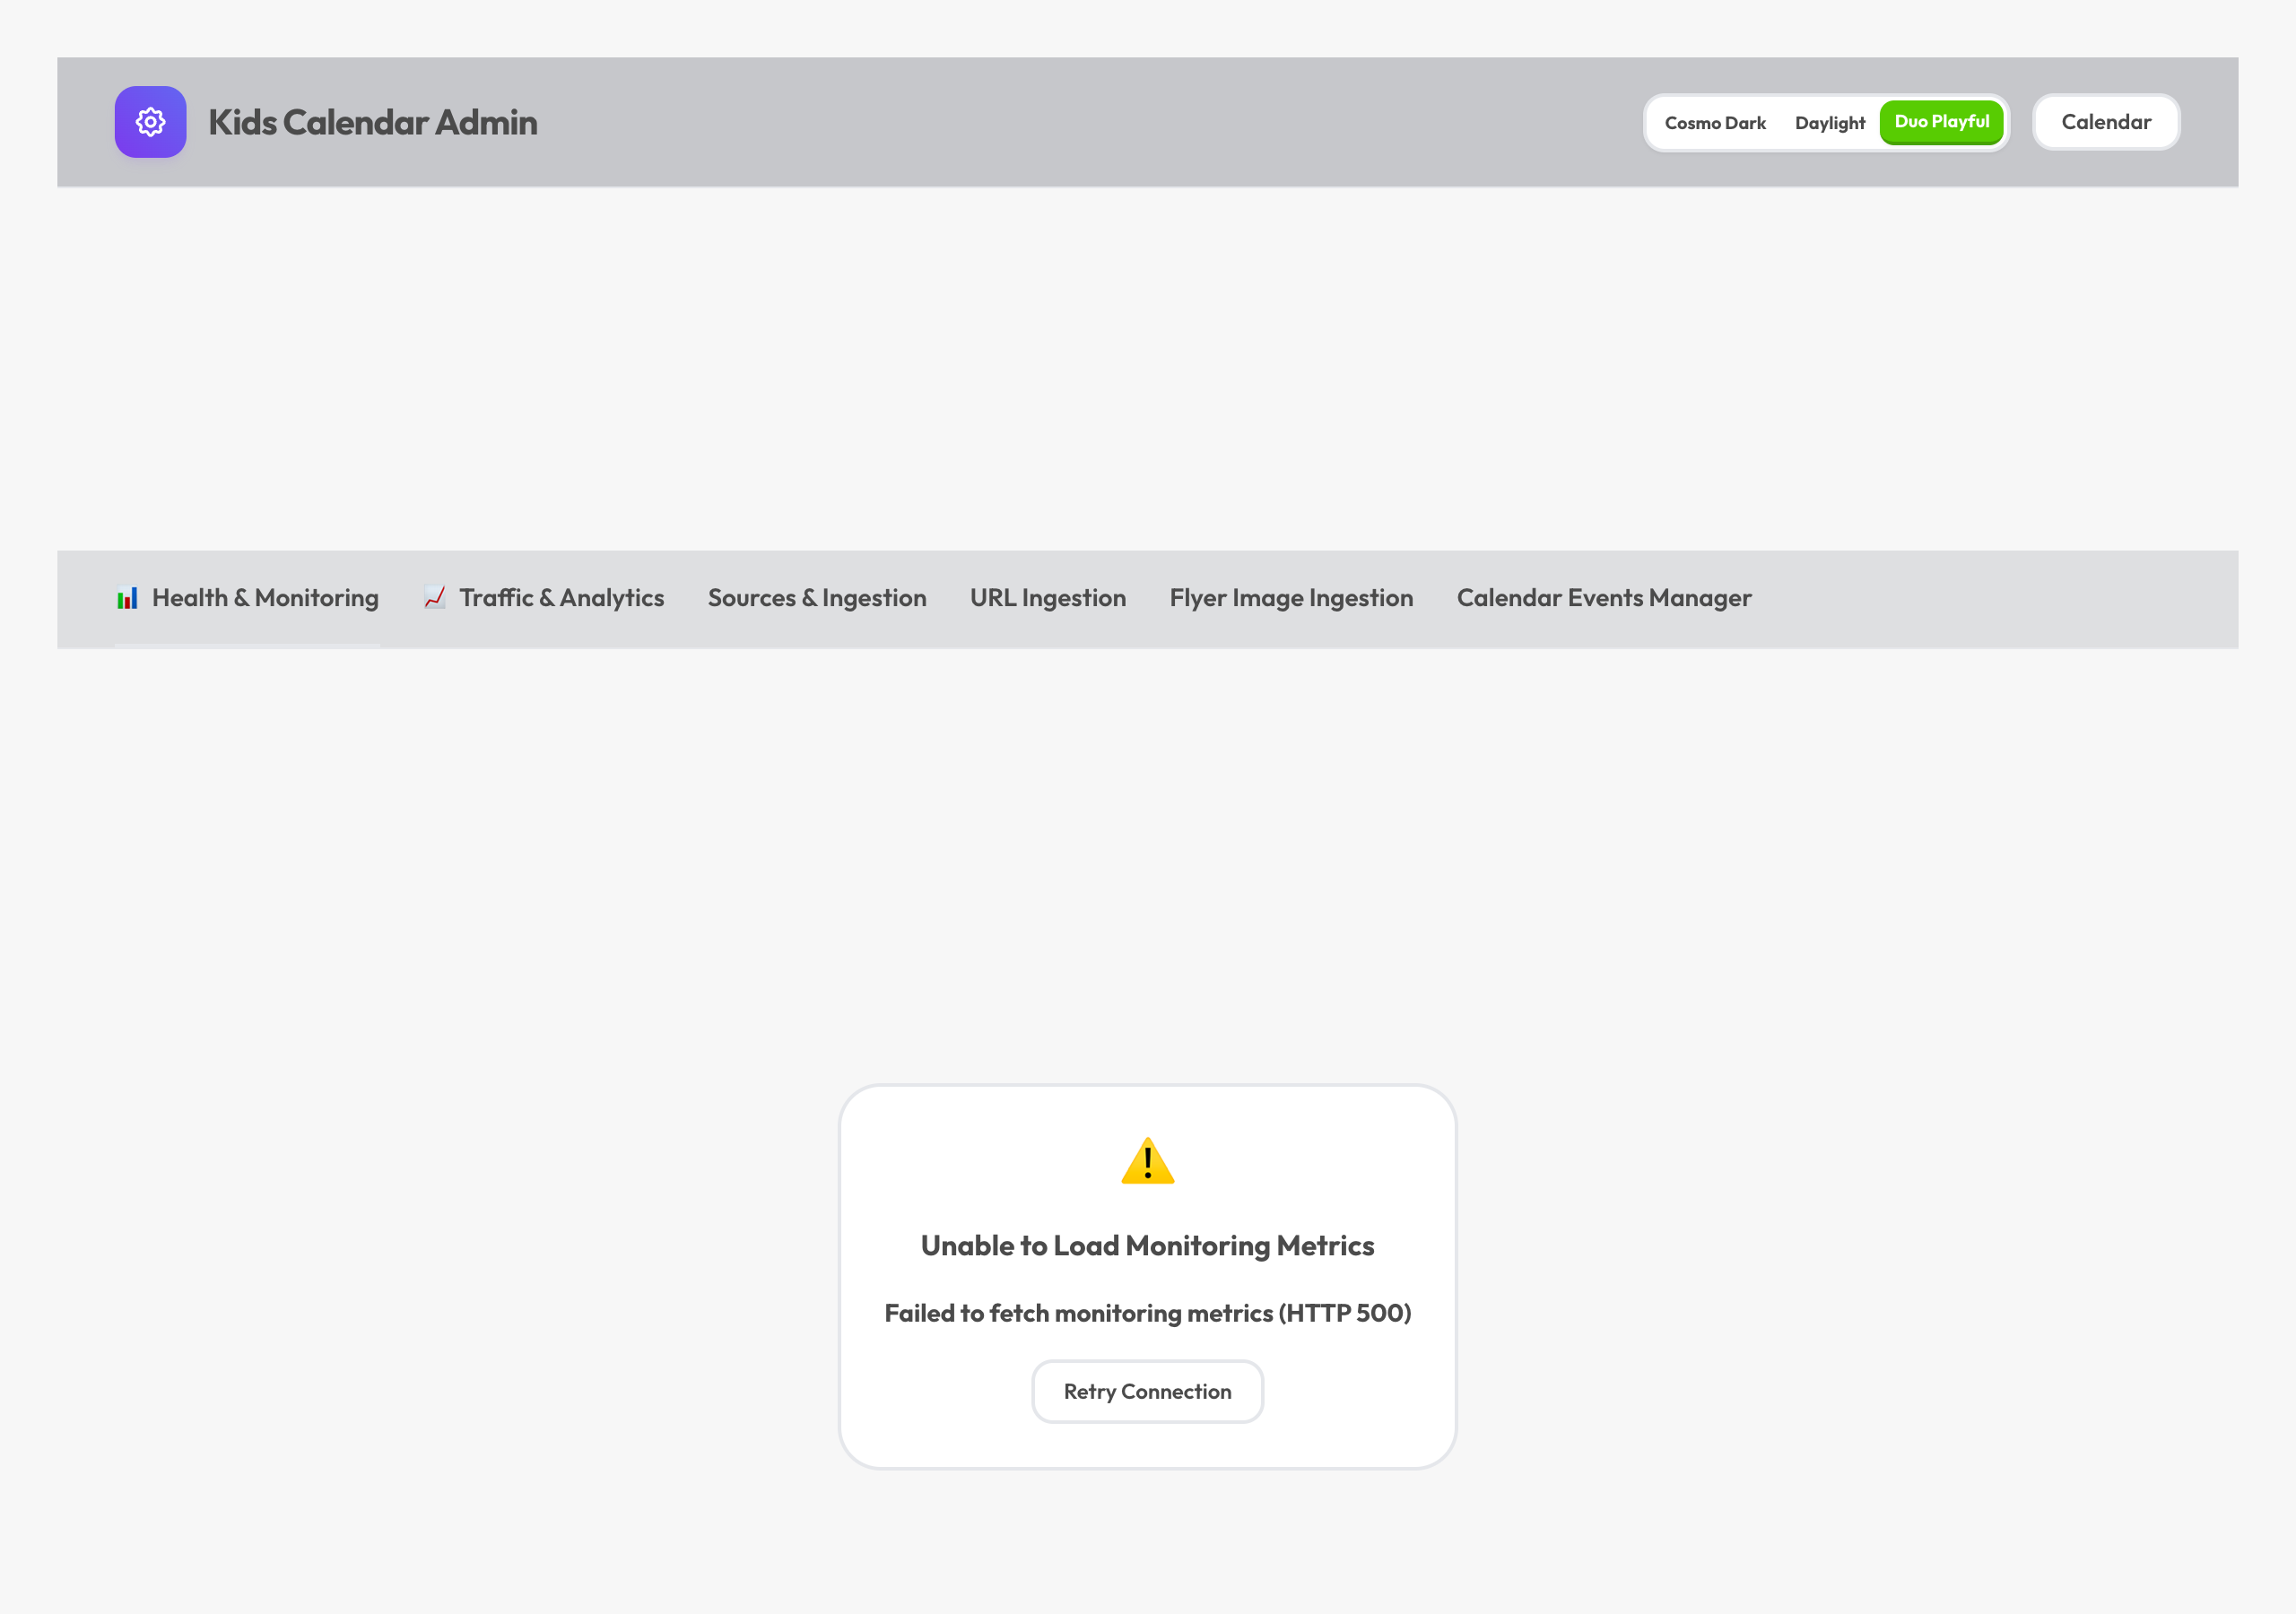 Kids Calendar Admin
Cosmo Dark Daylight Duo Playful Calendar
Health & Monitoring Traffic & Analytics Sources & Ingestion URL Ingestion Flyer Image Ingestion Calendar Events Manager
Unable to Load Monitoring Metrics
Failed to fetch monitoring metrics (HTTP 500)
Retry Connection